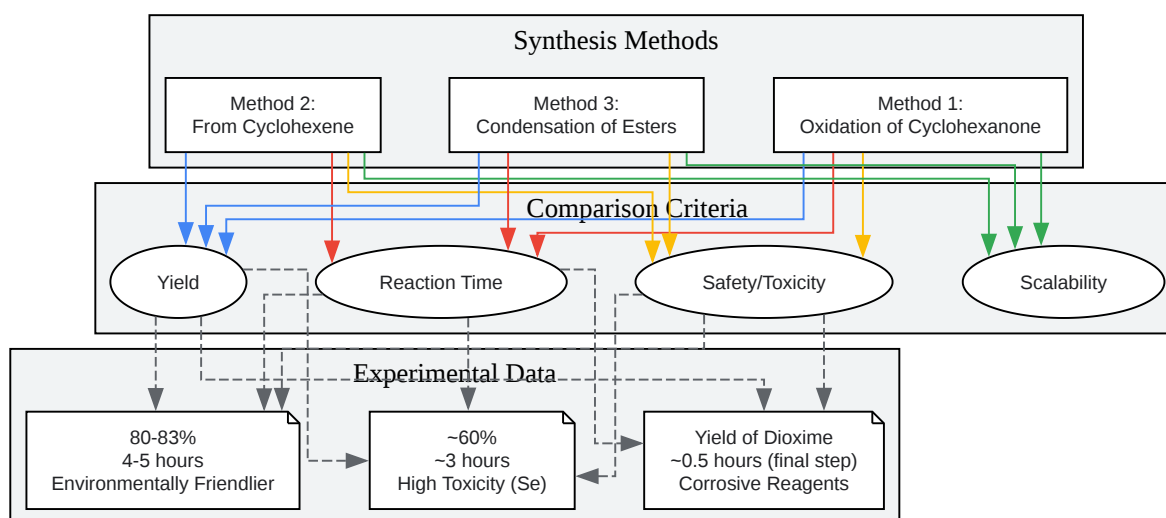 Synthesis Methods
Method 2:
From Cyclohexene
Method 3:
Condensation of Esters
Method 1:
Oxidation of Cyclohexanone
Comparison Criteria
Yield
Reaction Time
Safety/Toxicity
Scalability
Experimental Data
80-83%
4-5 hours
Environmentally Friendlier
~60%
~3 hours
High Toxicity (Se)
Yield of Dioxime
~0.5 hours (final step)
Corrosive Reagents